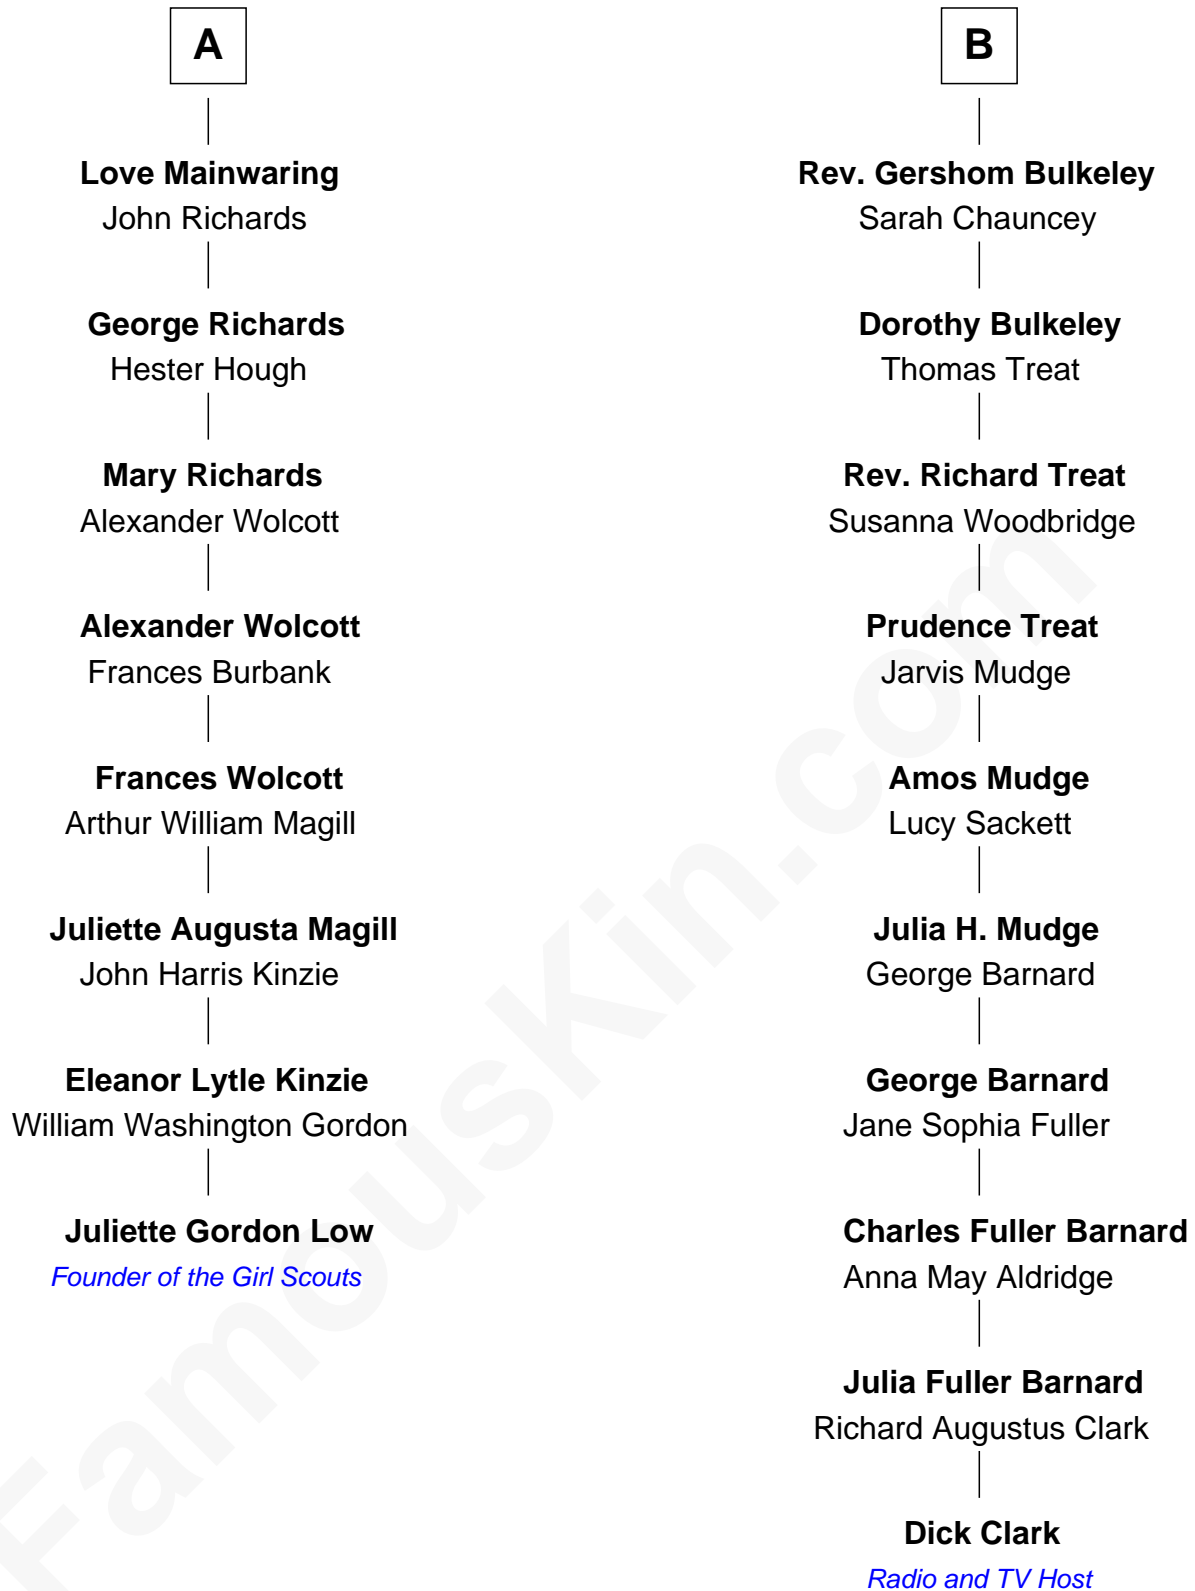 A
Love Mainwaring
John Richards
George Richards
Hester Hough
Mary Richards
Alexander Wolcott
Alexander Wolcott
Frances Burbank
Frances Wolcott
Arthur William Magill
Juliette Augusta Magill
John Harris Kinzie
Eleanor Lytle Kinzie
William Washington Gordon
Juliette Gordon Low
Founder of the Girl Scouts
B
Rev. Gershom Bulkeley
Sarah Chauncey
Dorothy Bulkeley
Thomas Treat
Rev. Richard Treat
Susanna Woodbridge
Prudence Treat
Jarvis Mudge
Amos Mudge
Lucy Sackett
Julia H. Mudge
George Barnard
George Barnard
Jane Sophia Fuller
Charles Fuller Barnard
Anna May Aldridge
Julia Fuller Barnard
Richard Augustus Clark
Dick Clark
Radio and TV Host
FamousKin.com